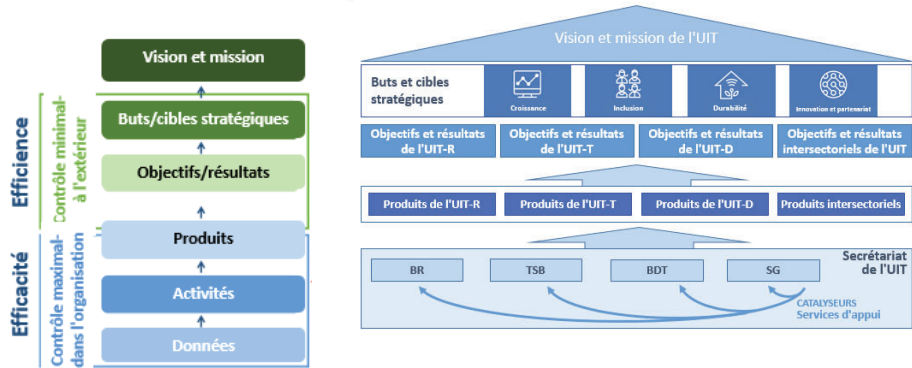 Vision et mission
Buts/cibles stratégiques
Objectifs/résultats
Produits
Activités
Données
Efficience
Contrôle minimal-
à l'extérieur
Efficacité
Contrôle maximal-
dans l'organisation
Vision et mission de l'UIT
Buts et cibles
stratégiques
Croissance
Inclusion
Durabilité
Innovation et partenariat
Objectifs et résultats
de l'UIT-R
Objectifs et résultats
de l'UIT-T
Objectifs et résultats
de l'UIT-D
Objectifs et résultats
intersectoriels de l'UIT
Produits de l'UIT-R
Produits de l'UIT-T
Produits de l'UIT-D
Produits intersectoriels
Secrétariat
de l'UIT
BR
TSB
BDT
SG
CATALYSEURS
Services d'appui